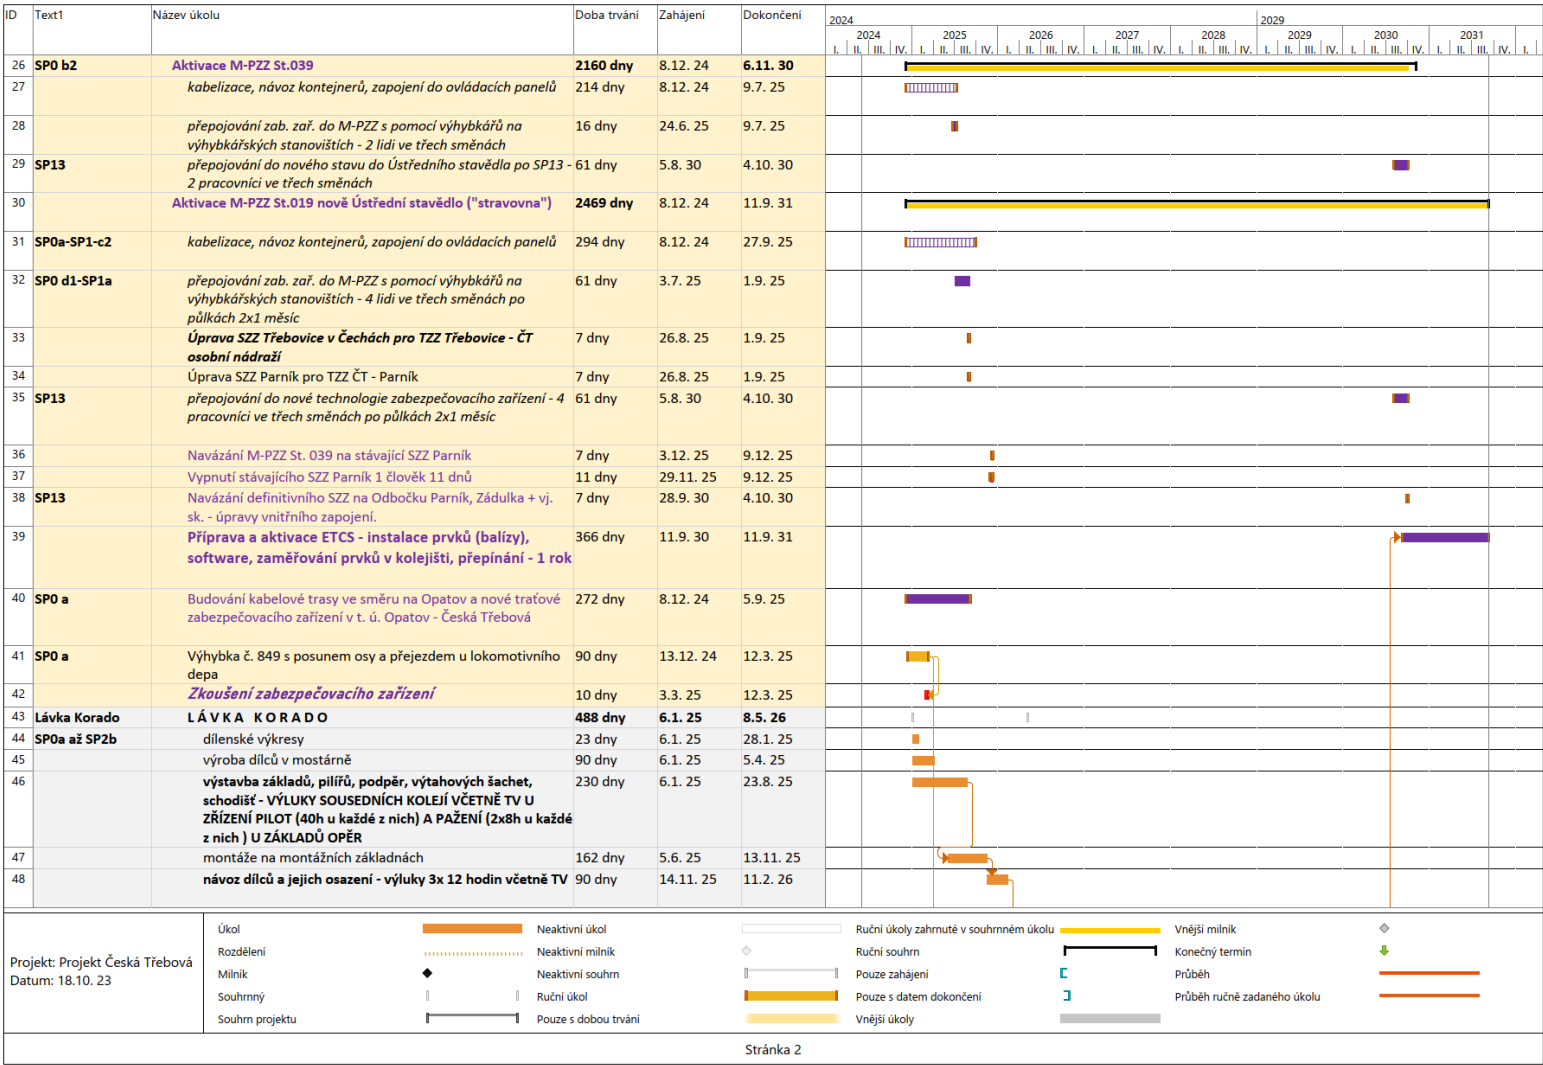 ID Text1 Název úkolu Doba trvání Zahájení Dokončení 2024 2029
2024 2025 2026 2027 2028 2029 2030 2031
I. II. III. IV. I. II. III. IV. I. II. III. IV. I. II. III. IV. I. II. III. IV. I. II. III. IV. I. II. III. IV. I. II. III. IV. I.
26 SP0 b2 Aktivace M-PZZ St.039 2160 dny 8.12. 24 6.11. 30
27 kabelizace, návoz kontejnerů, zapojení do ovládacích panelů 214 dny 8.12. 24 9.7. 25
28 přepojování zab. zař. do M-PZZ s pomocí výhybkářů na 16 dny 24.6. 25 9.7. 25
výhybkářských stanovištích - 2 lidi ve třech směnách
29 SP13 přepojování do nového stavu do Ústředního stavědla po SP13 - 61 dny 5.8. 30 4.10. 30
2 pracovníci ve třech směnách
30 Aktivace M-PZZ St.019 nově Ústřední stavědlo ("stravovna") 2469 dny 8.12. 24 11.9. 31
31 SP0a-SP1-c2 kabelizace, návoz kontejnerů, zapojení do ovládacích panelů 294 dny 8.12. 24 27.9. 25
32 SP0 d1-SP1a přepojování zab. zař. do M-PZZ s pomocí výhybkářů na 61 dny 3.7. 25 1.9. 25
výhybkářských stanovištích - 4 lidi ve třech směnách po
půlkách 2x1 měsíc
33 Úprava SZZ Třebovice v Čechách pro TZZ Třebovice - ČT 7 dny 26.8. 25 1.9. 25
osobní nádraží
34 Úprava SZZ Parník pro TZZ ČT - Parník 7 dny 26.8. 25 1.9. 25
35 SP13 přepojování do nové technologie zabezpečovacího zařízení - 4 61 dny 5.8. 30 4.10. 30
pracovníci ve třech směnách po půlkách 2x1 měsíc
36 Navázání M-PZZ St. 039 na stávající SZZ Parník 7 dny 3.12. 25 9.12. 25
37 Vypnutí stávajícího SZZ Parník 1 člověk 11 dnů 11 dny 29.11. 25 9.12. 25
38 SP13 Navázání definitivního SZZ na Odbočku Parník, Zádulka + vj. 7 dny 28.9. 30 4.10. 30
sk. - úpravy vnitřního zapojení.
39 Příprava a aktivace ETCS - instalace prvků (balízy), 366 dny 11.9. 30 11.9. 31
software, zaměřování prvků v kolejišti, přepínání - 1 rok
40 SP0 a Budování kabelové trasy ve směru na Opatov a nové traťové 272 dny 8.12. 24 5.9. 25
zabezpečovacího zařízení v t. ú. Opatov - Česká Třebová
41 SP0 a Výhybka č. 849 s posunem osy a přejezdem u lokomotivního 90 dny 13.12. 24 12.3. 25
depa
42 Zkoušení zabezpečovacího zařízení 10 dny 3.3. 25 12.3. 25
43 Lávka Korado L Á V K A K O R A D O 488 dny 6.1. 25 8.5. 26
44 SP0a až SP2b dílenské výkresy 23 dny 6.1. 25 28.1. 25
45 výroba dílců v mostárně 90 dny 6.1. 25 5.4. 25
46 výstavba základů, pilířů, podpěr, výtahových šachet, 230 dny 6.1. 25 23.8. 25
schodišť - VÝLUKY SOUSEDNÍCH KOLEJÍ VČETNĚ TV U
ZŘÍZENÍ PILOT (40h u každé z nich) A PAŽENÍ (2x8h u každé
z nich ) U ZÁKLADŮ OPĚR
47 montáže na montážních základnách 162 dny 5.6. 25 13.11. 25
48 návoz dílců a jejich osazení - výluky 3x 12 hodin včetně TV 90 dny 14.11. 25 11.2. 26
Projekt: Projekt Česká Třebová
Datum: 18.10. 23
Úkol Neaktivní úkol Ruční úkoly zahrnuté v souhrnném úkolu Vnější milník
Rozdělení Neaktivní milník Ruční souhrn Konečný termín
Milník Neaktivní souhrn Pouze zahájení Průběh
Souhrnný Ruční úkol Pouze s datem dokončení Průběh ručně zadaného úkolu
Souhrn projektu Pouze s dobou trvání Vnější úkoly
Stránka 2